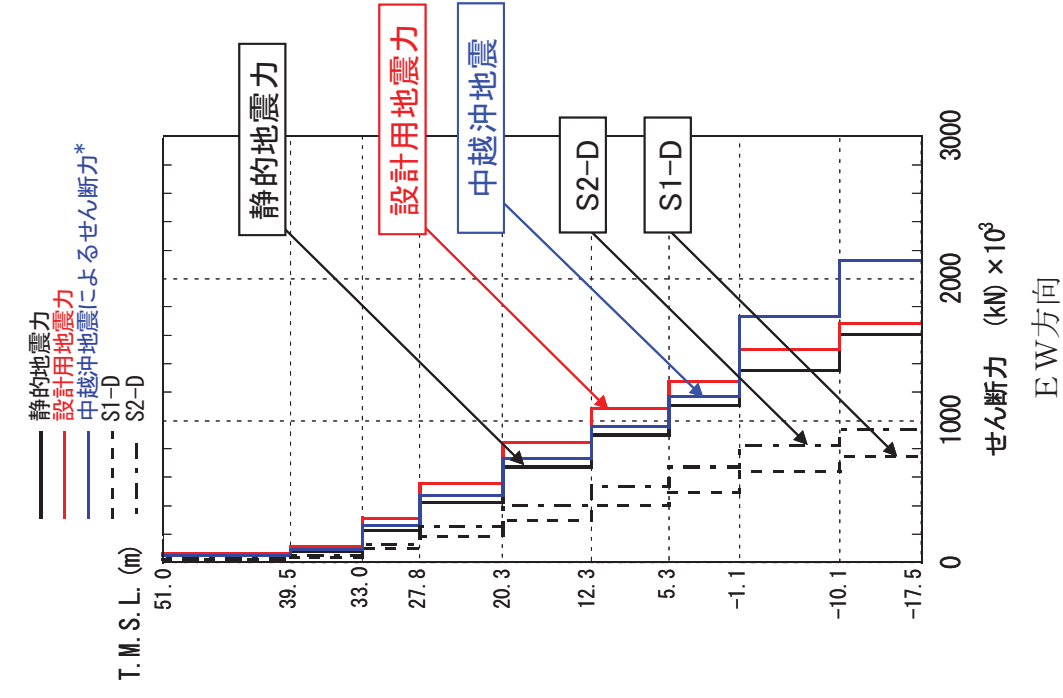 静的地震力
設計用地震力
中越沖地震によるせん断力*
S1-D
S2-D
T.M.S.L.(m)
51.0
39.5
33.0
27.8
20.3
12.3
5.3
-1.1
-10.1
-17.5
静的地震力
設計用地震力
中越沖地震
S2-D
S1-D
0
1000
2000
3000
せん断力 (kN)×10³
EW方向